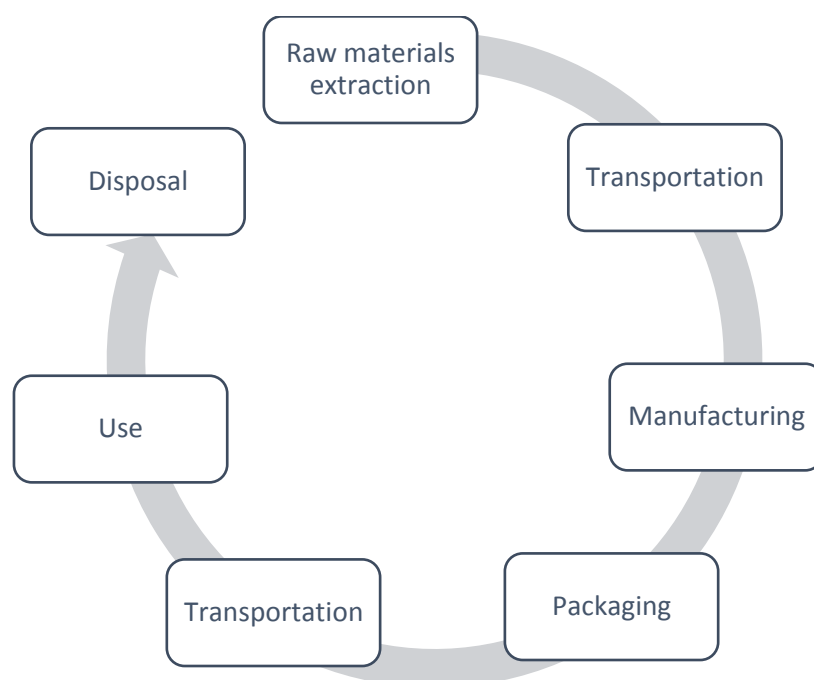 Raw materials
extraction
Transportation
Manufacturing
Packaging
Transportation
Use
Disposal